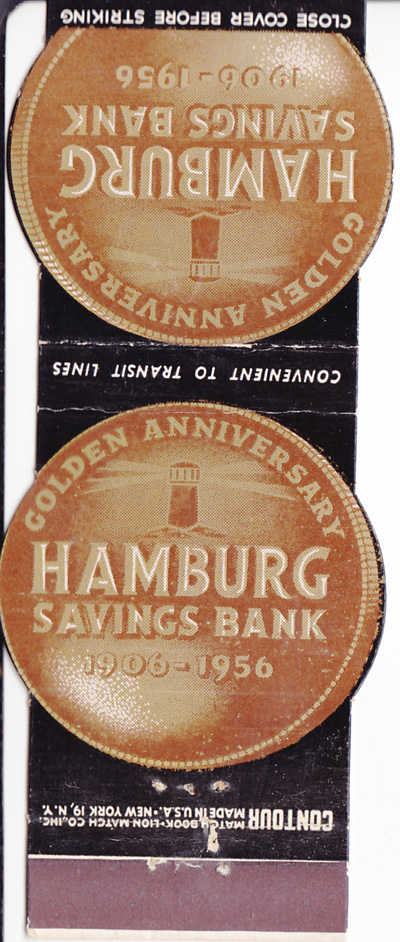 CLOSE COVER BEFORE STRIKING
GOLDEN ANNIVERSARY
HAMBURG
SAVINGS BANK
1906-1956
CONVENIENT TO TRANSIT LINES
GOLDEN ANNIVERSARY
HAMBURG
SAVINGS BANK
1906-1956
CONTOUR MATCH BOOK-LION MATCH CO., INC.
MADE IN U.S.A.-NEW YORK 19, N.Y.